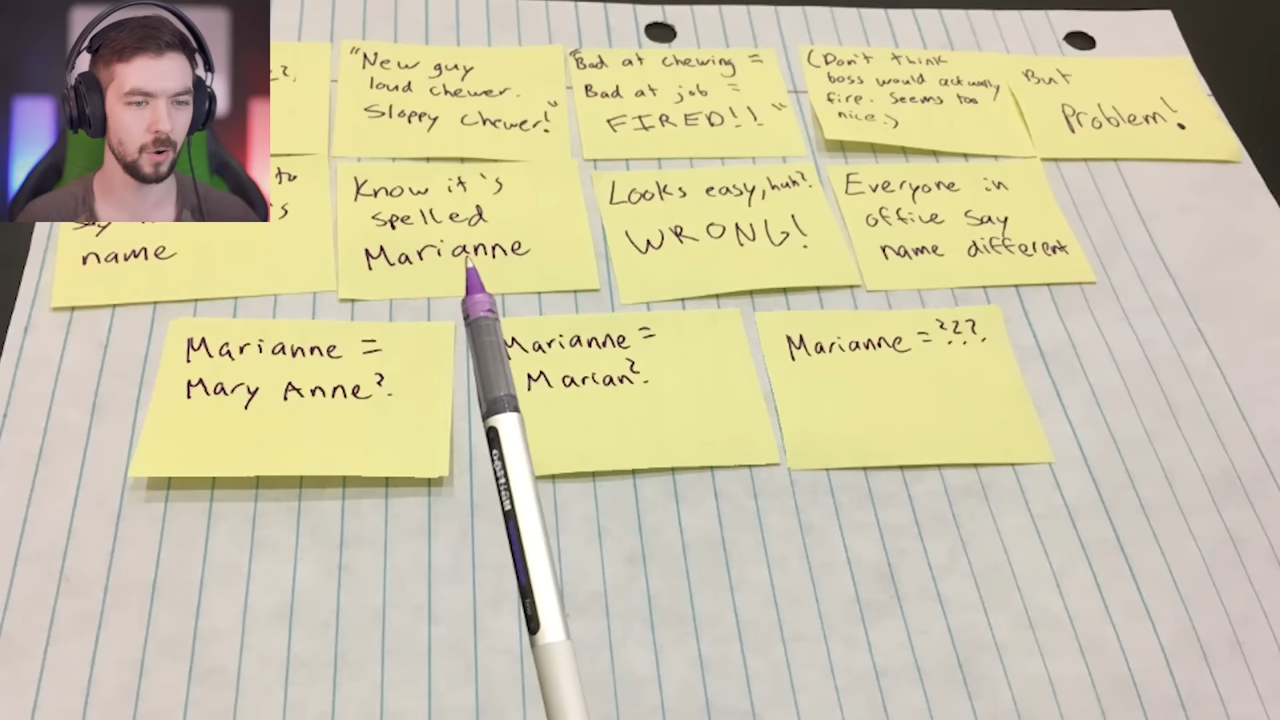 "New guy
loud chewer.
Sloppy chewer!"
"Bad at chewing =
Bad at job =
FIRED!! "
(Don't think
boss would actually
fire. Seems too
nice.)
But
Problem!
to
say
name
Know it's
spelled
Marianne
Looks easy, huh?
WRONG!
Everyone in
office say
name different
Marianne =
Mary Anne?
Marianne =
Marian?
Marianne = ???